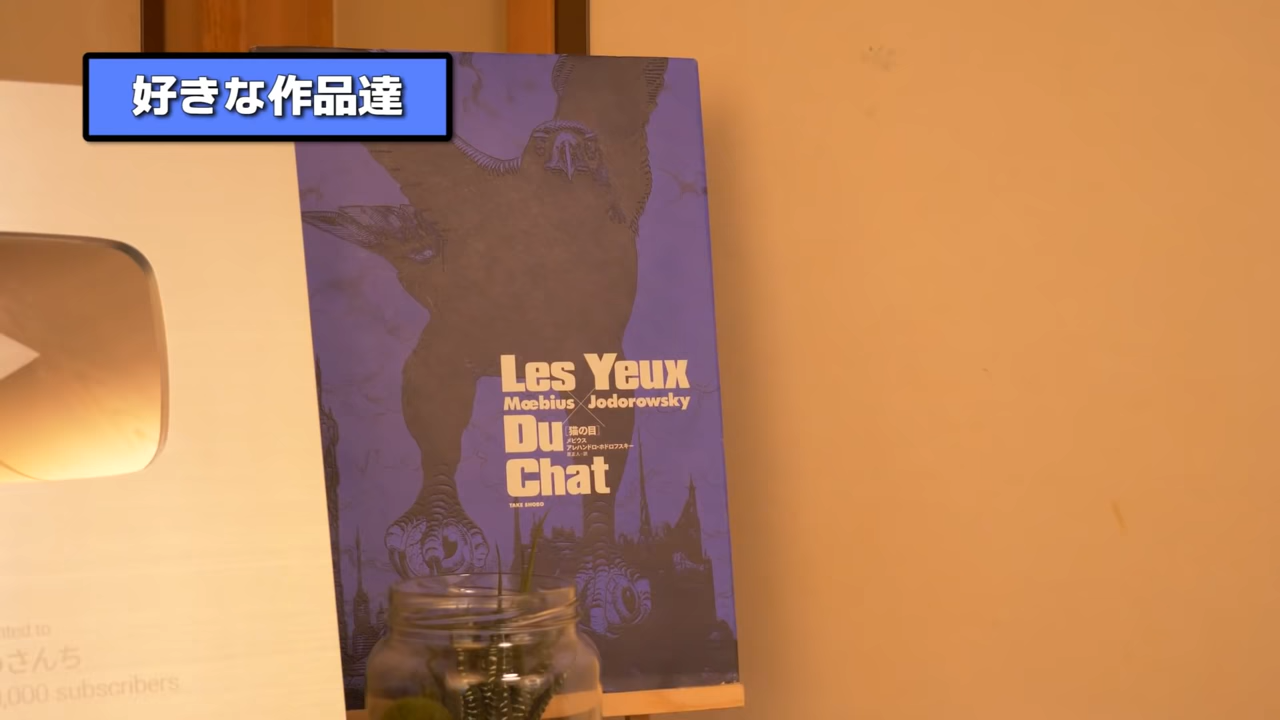 好きな作品達
Les Yeux
Mœbius Jodorowsky
Du
[猫の目]
メビウス
アレハンドロ・ホドロフスキー
Chat
TAKE SHOBO
さんち
,000 subscribers